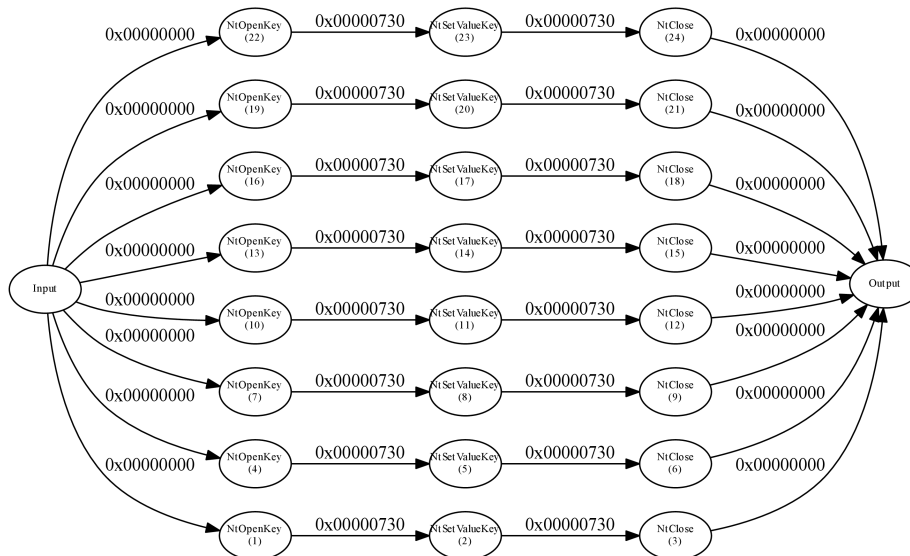 0x00000000
NtOpenKey
(22)
0x00000730
NtSetValueKey
(23)
0x00000730
NtClose
(24)
0x00000000
0x00000000
NtOpenKey
(19)
0x00000730
NtSetValueKey
(20)
0x00000730
NtClose
(21)
0x00000000
0x00000000
NtOpenKey
(16)
0x00000730
NtSetValueKey
(17)
0x00000730
NtClose
(18)
0x00000000
0x00000000
NtOpenKey
(13)
0x00000730
NtSetValueKey
(14)
0x00000730
NtClose
(15)
0x00000000
Input
Output
0x00000000
NtOpenKey
(10)
0x00000730
NtSetValueKey
(11)
0x00000730
NtClose
(12)
0x00000000
0x00000000
NtOpenKey
(7)
0x00000730
NtSetValueKey
(8)
0x00000730
NtClose
(9)
0x00000000
0x00000000
NtOpenKey
(4)
0x00000730
NtSetValueKey
(5)
0x00000730
NtClose
(6)
0x00000000
0x00000000
NtOpenKey
(1)
0x00000730
NtSetValueKey
(2)
0x00000730
NtClose
(3)
0x00000000